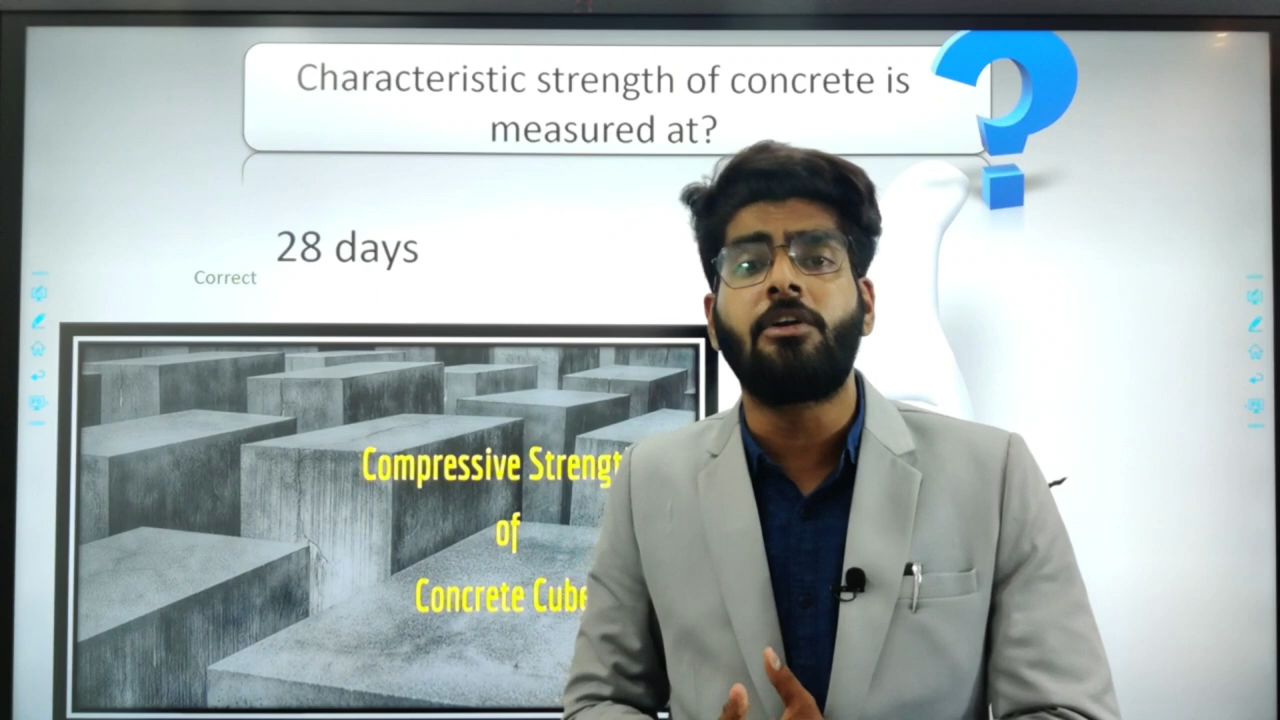 Characteristic strength of concrete is
measured at?
28 days
Correct
Compressive Strengt
of
Concrete Cube